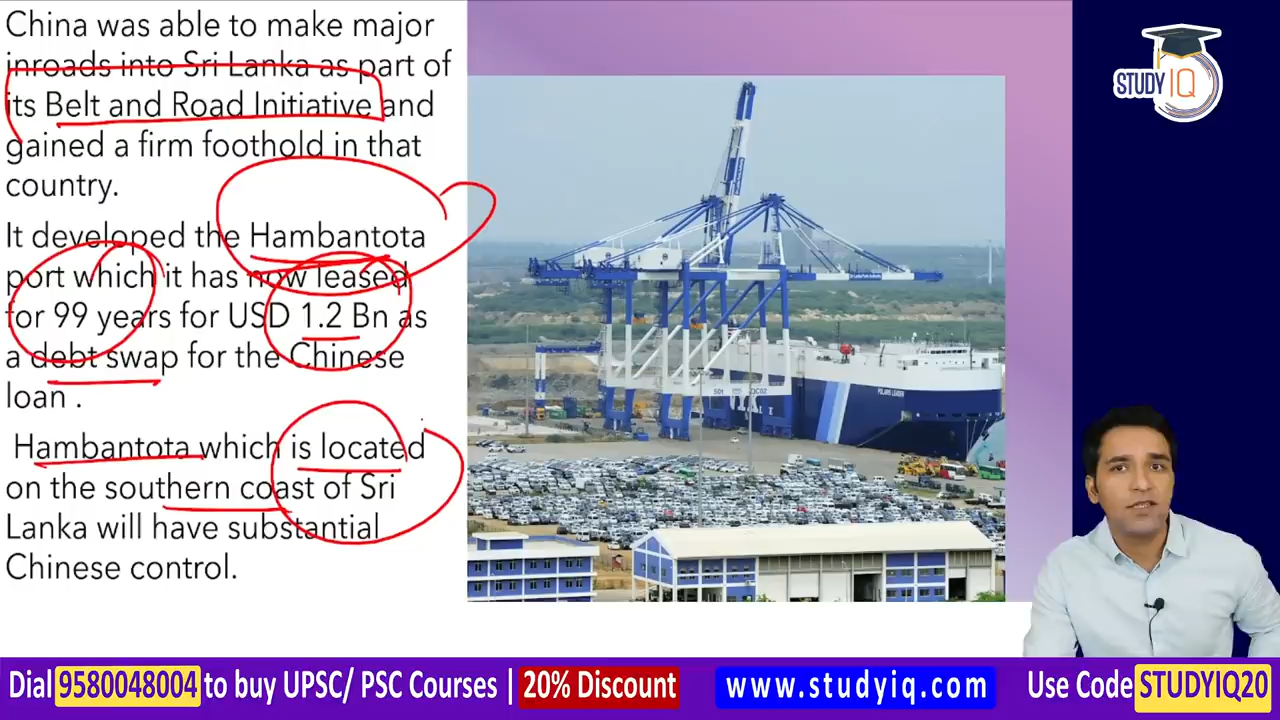 China was able to make major
inroads into Sri Lanka as part of
its Belt and Road Initiative and
gained a firm foothold in that
country.
It developed the Hambantota
port which it has now leased
for 99 years for USD 1.2 Bn as
a debt swap for the Chinese
loan .
Hambantota which is located
on the southern coast of Sri
Lanka will have substantial
Chinese control.
STUDY IQ
POLARIS LEADER
Dial 9580048004 to buy UPSC/ PSC Courses | 20% Discount www.studyiq.com Use Code STUDYIQ20